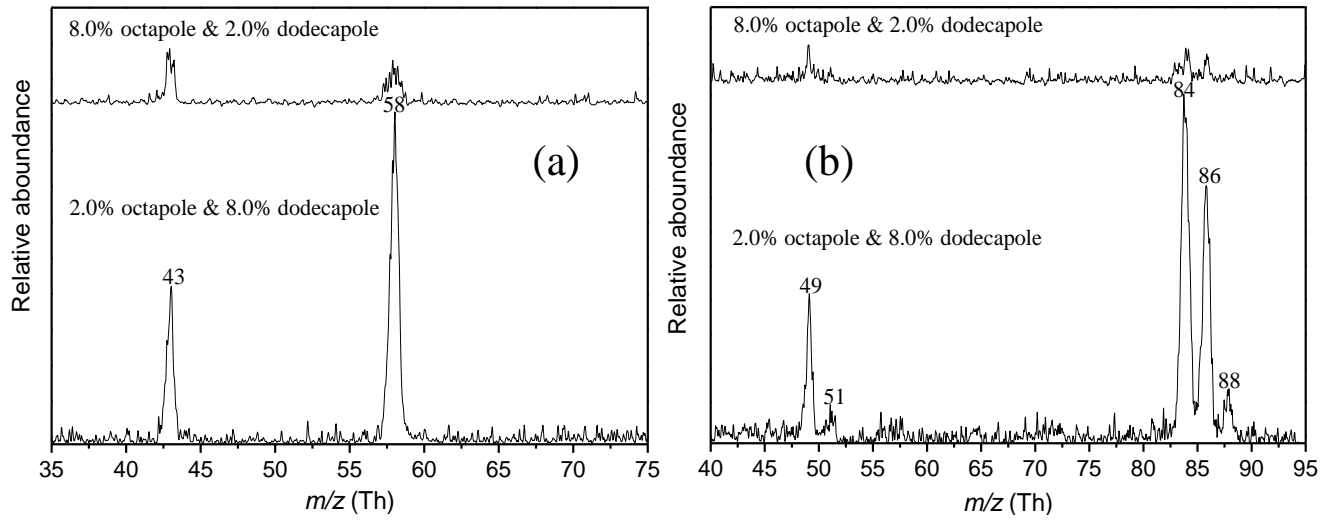 8.0% octapole & 2.0% dodecapole
58
(a)
2.0% octapole & 8.0% dodecapole
43
Relative aboundance
35 40 45 50 55 60 65 70 75
m/z (Th)
8.0% octapole & 2.0% dodecapole
84
(b)
86
2.0% octapole & 8.0% dodecapole
49
51
88
Relative aboundance
40 45 50 55 60 65 70 75 80 85 90 95
m/z (Th)